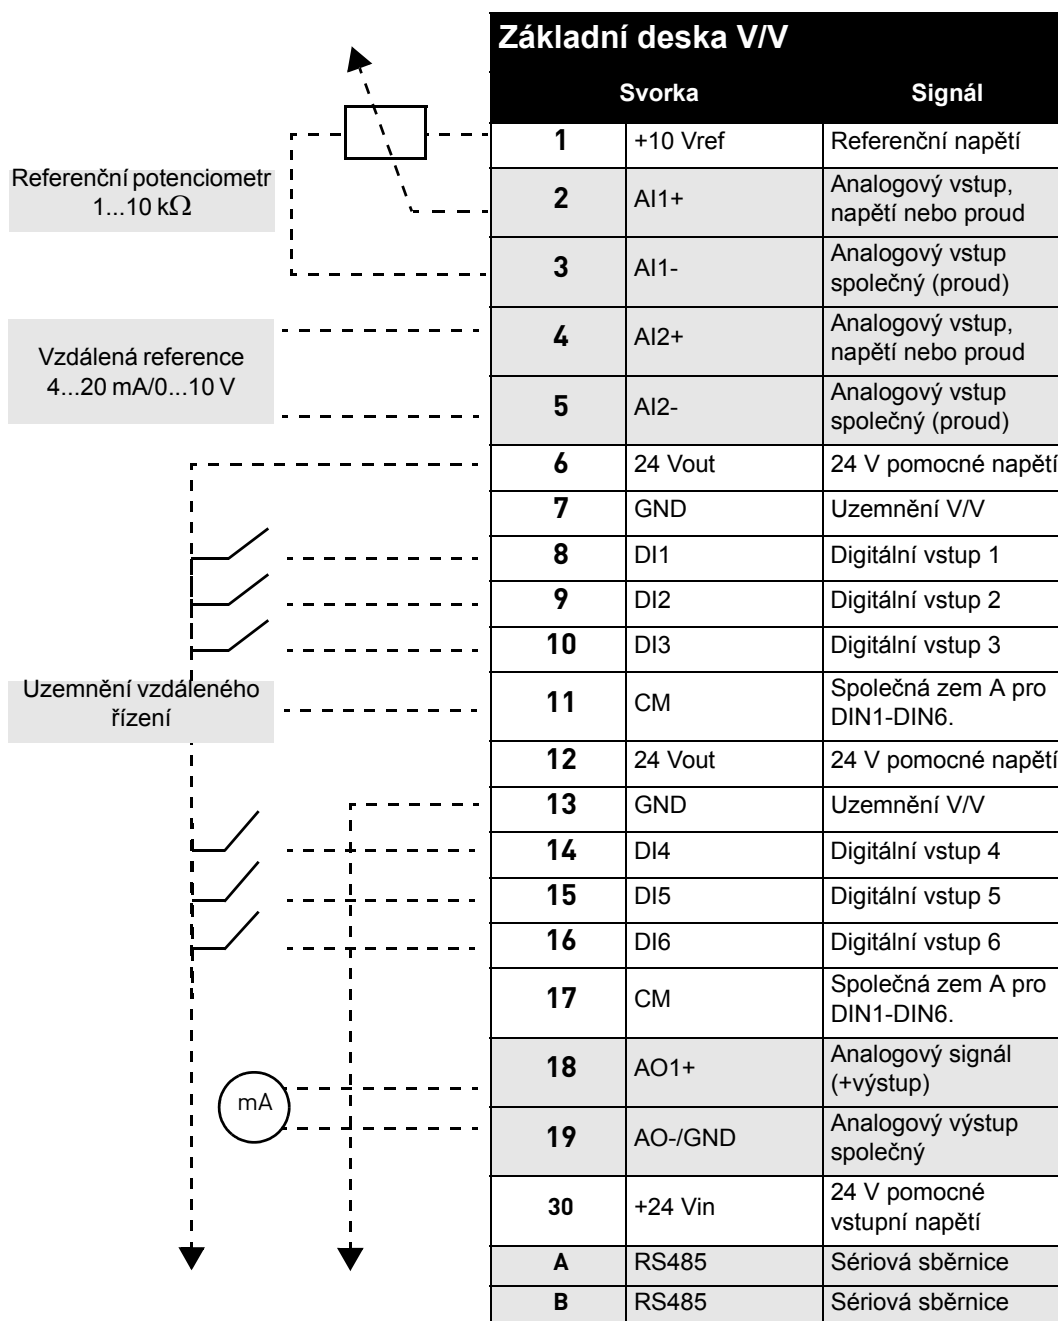 Základní deska V/V
Svorka Signál
1 +10 Vref Referenční napětí
Referenční potenciometr
1...10 kΩ
2 AI1+ Analogový vstup,
napětí nebo proud
3 AI1- Analogový vstup
společný (proud)
Vzdálená reference
4...20 mA/0...10 V
4 AI2+ Analogový vstup,
napětí nebo proud
5 AI2- Analogový vstup
společný (proud)
6 24 Vout 24 V pomocné napětí
7 GND Uzemnění V/V
8 DI1 Digitální vstup 1
9 DI2 Digitální vstup 2
10 DI3 Digitální vstup 3
Uzemnění vzdáleného
řízení
11 CM Společná zem A pro
DIN1-DIN6.
12 24 Vout 24 V pomocné napětí
13 GND Uzemnění V/V
14 DI4 Digitální vstup 4
15 DI5 Digitální vstup 5
16 DI6 Digitální vstup 6
17 CM Společná zem A pro
DIN1-DIN6.
18 AO1+ Analogový signál
(+výstup)
mA
19 AO-/GND Analogový výstup
společný
30 +24 Vin 24 V pomocné
vstupní napětí
A RS485 Sériová sběrnice
B RS485 Sériová sběrnice